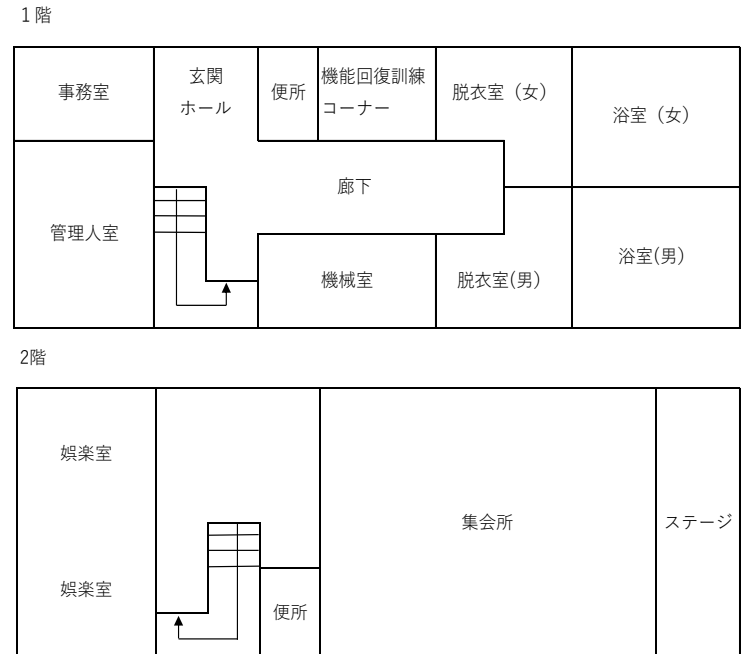 １階
事務室
玄関
ホール
便所
機能回復訓練
コーナー
脱衣室（女）
浴室（女）
廊下
管理人室
機械室
脱衣室(男)
浴室(男)
2階
娯楽室
集会所
ステージ
娯楽室
便所